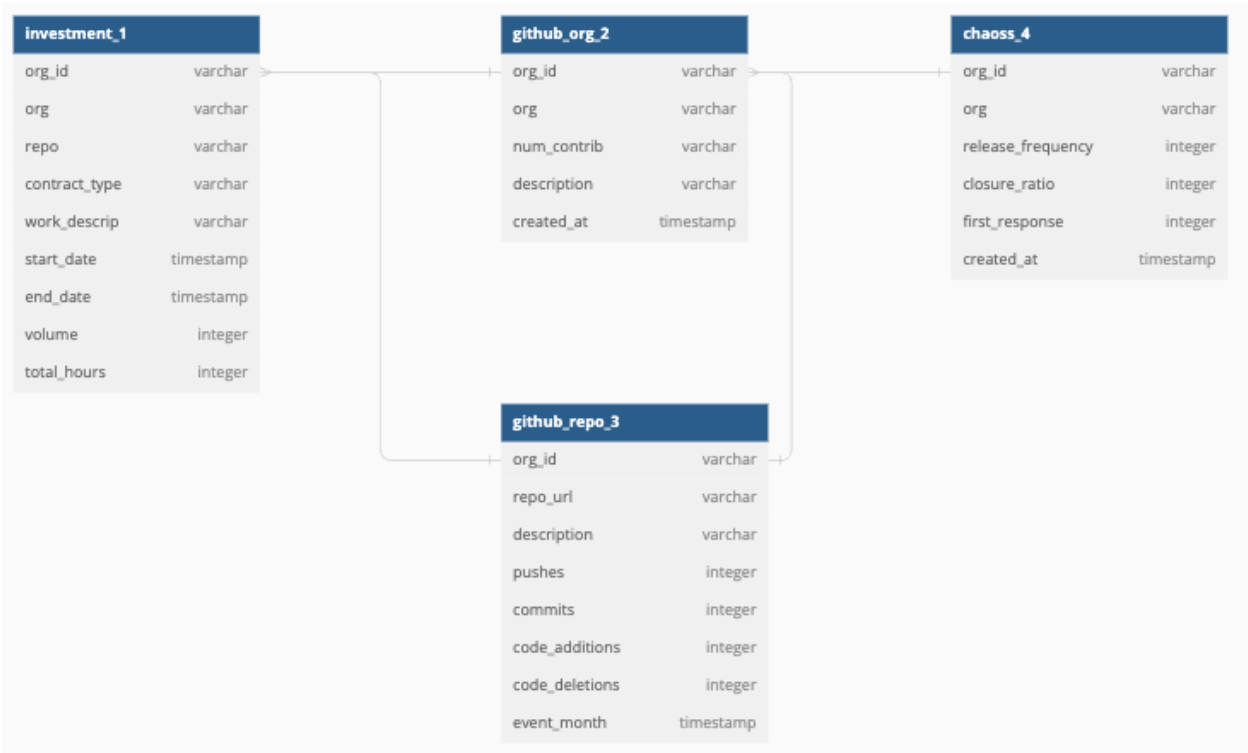 investment_1
org_id varchar
org varchar
repo varchar
contract_type varchar
work_descrip varchar
start_date timestamp
end_date timestamp
volume integer
total_hours integer
github_org_2
org_id varchar
org varchar
num_contrib varchar
description varchar
created_at timestamp
chaoss_4
org_id varchar
org varchar
release_frequency integer
closure_ratio integer
first_response integer
created_at timestamp
github_repo_3
org_id varchar
repo_url varchar
description varchar
pushes integer
commits integer
code_additions integer
code_deletions integer
event_month timestamp